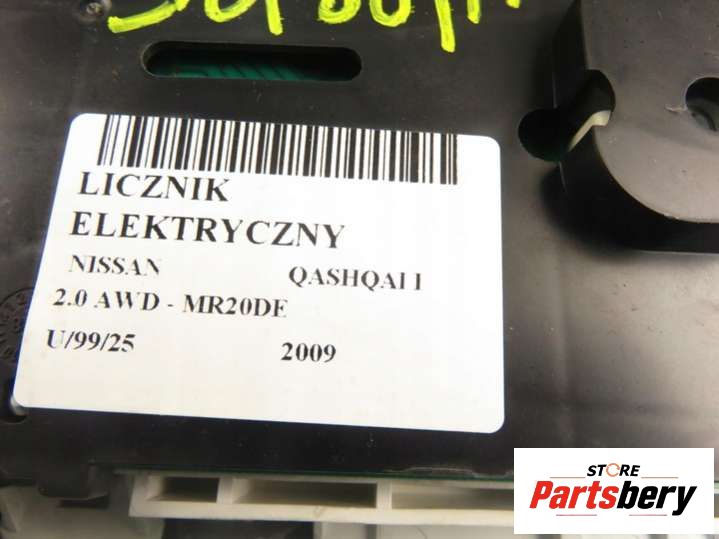 LICZNIK
ELEKTRYCZNY
NISSAN QASHQAI I
2.0 AWD - MR20DE
U/99/25 2009
STORE
Partsbery